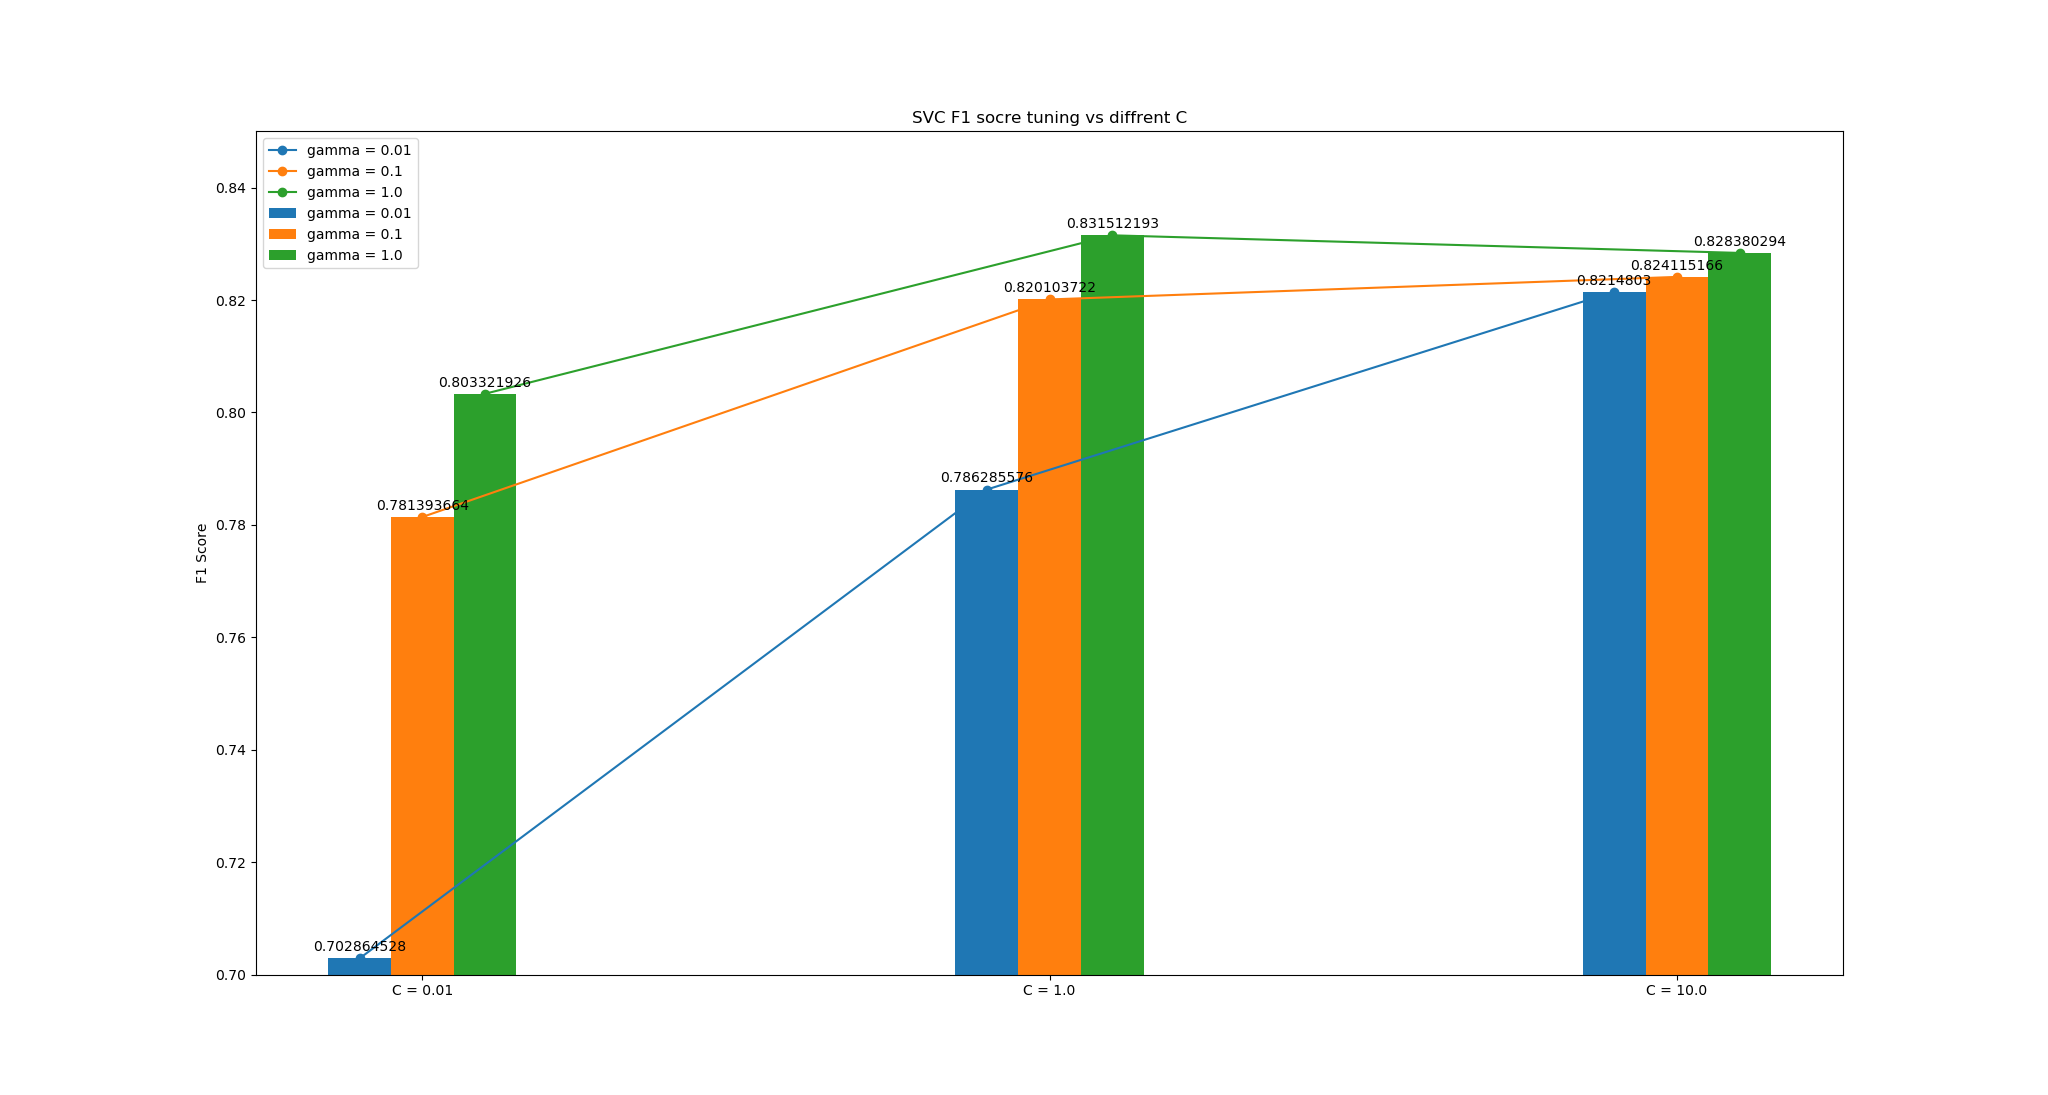 SVC F1 socre tuning vs diffrent C
gamma = 0.01
gamma = 0.1
gamma = 1.0
gamma = 0.01
gamma = 0.1
gamma = 1.0
F1 Score
0.84
0.82
0.80
0.78
0.76
0.74
0.72
0.70
0.702864528
0.781393664
0.803321926
0.786285576
0.820103722
0.831512193
0.8214803
0.824115166
0.828380294
C = 0.01
C = 1.0
C = 10.0